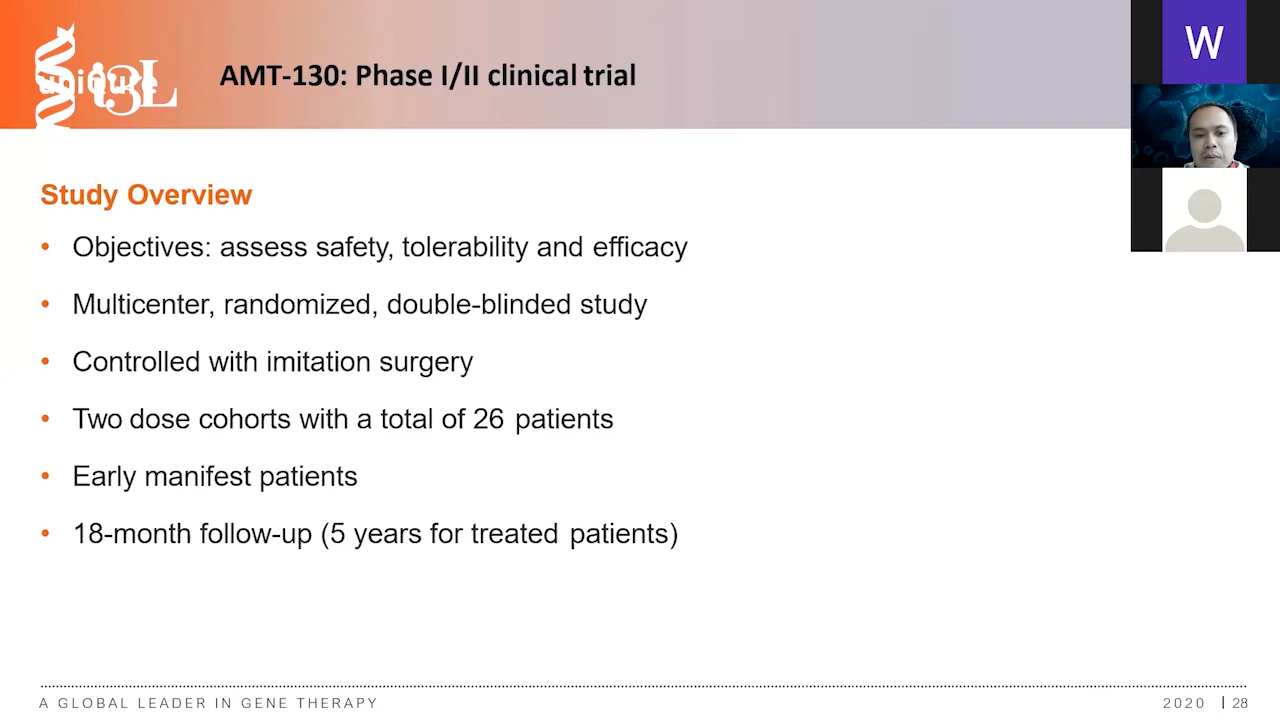 uniQure
i3L
AMT-130: Phase I/II clinical trial
W
Study Overview
• Objectives: assess safety, tolerability and efficacy
• Multicenter, randomized, double-blinded study
• Controlled with imitation surgery
• Two dose cohorts with a total of 26 patients
• Early manifest patients
• 18-month follow-up (5 years for treated patients)
A GLOBAL LEADER IN GENE THERAPY
2020 | 28